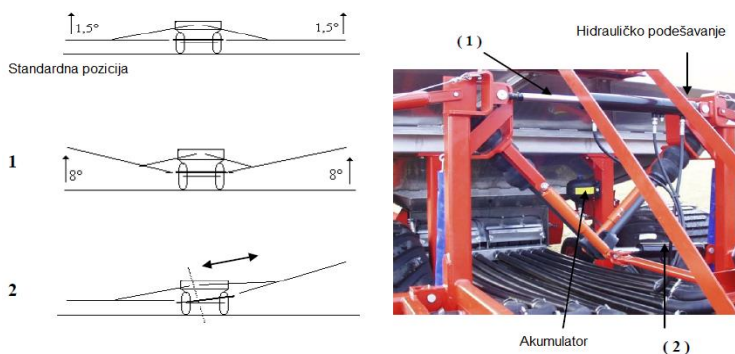 1,5°
1,5°
Standardna pozicija
1
8°
8°
2
( 1 )
Hidrauličko podešavanje
Akumulator
( 2 )